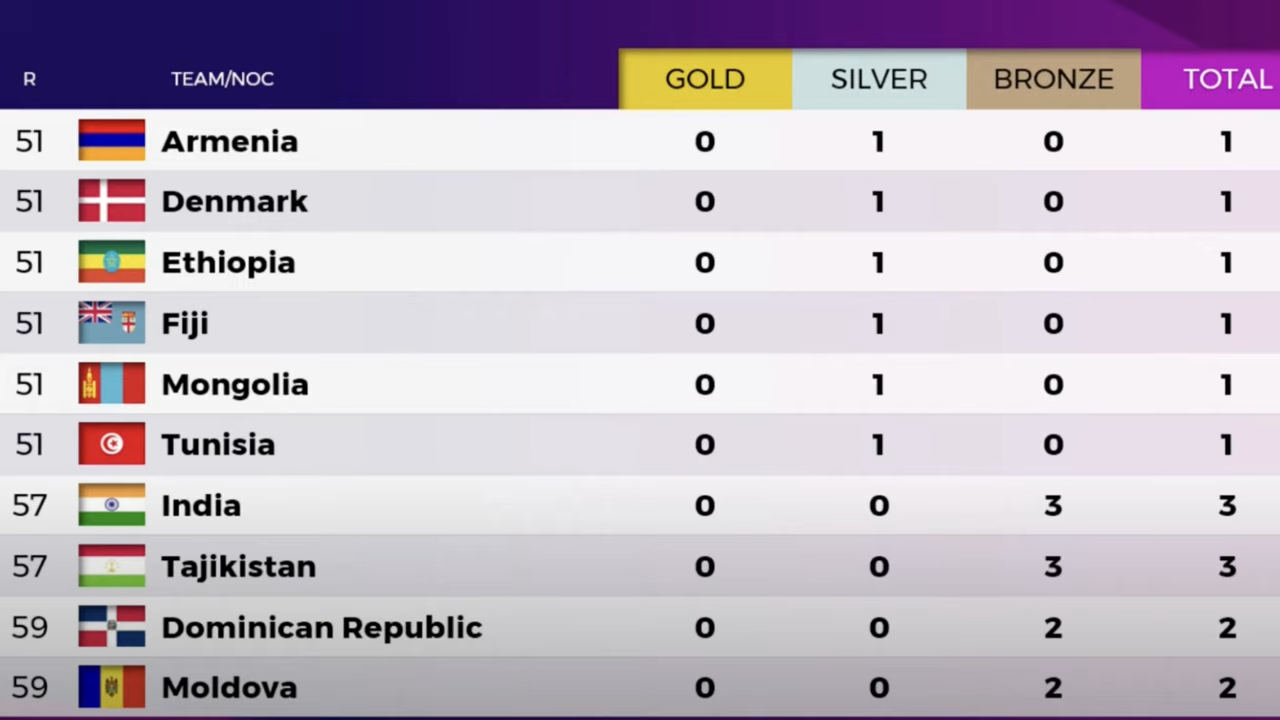 R TEAM/NOC GOLD SILVER BRONZE TOTAL
51 Armenia 0 1 0 1
51 Denmark 0 1 0 1
51 Ethiopia 0 1 0 1
51 Fiji 0 1 0 1
51 Mongolia 0 1 0 1
51 Tunisia 0 1 0 1
57 India 0 0 3 3
57 Tajikistan 0 0 3 3
59 Dominican Republic 0 0 2 2
59 Moldova 0 0 2 2